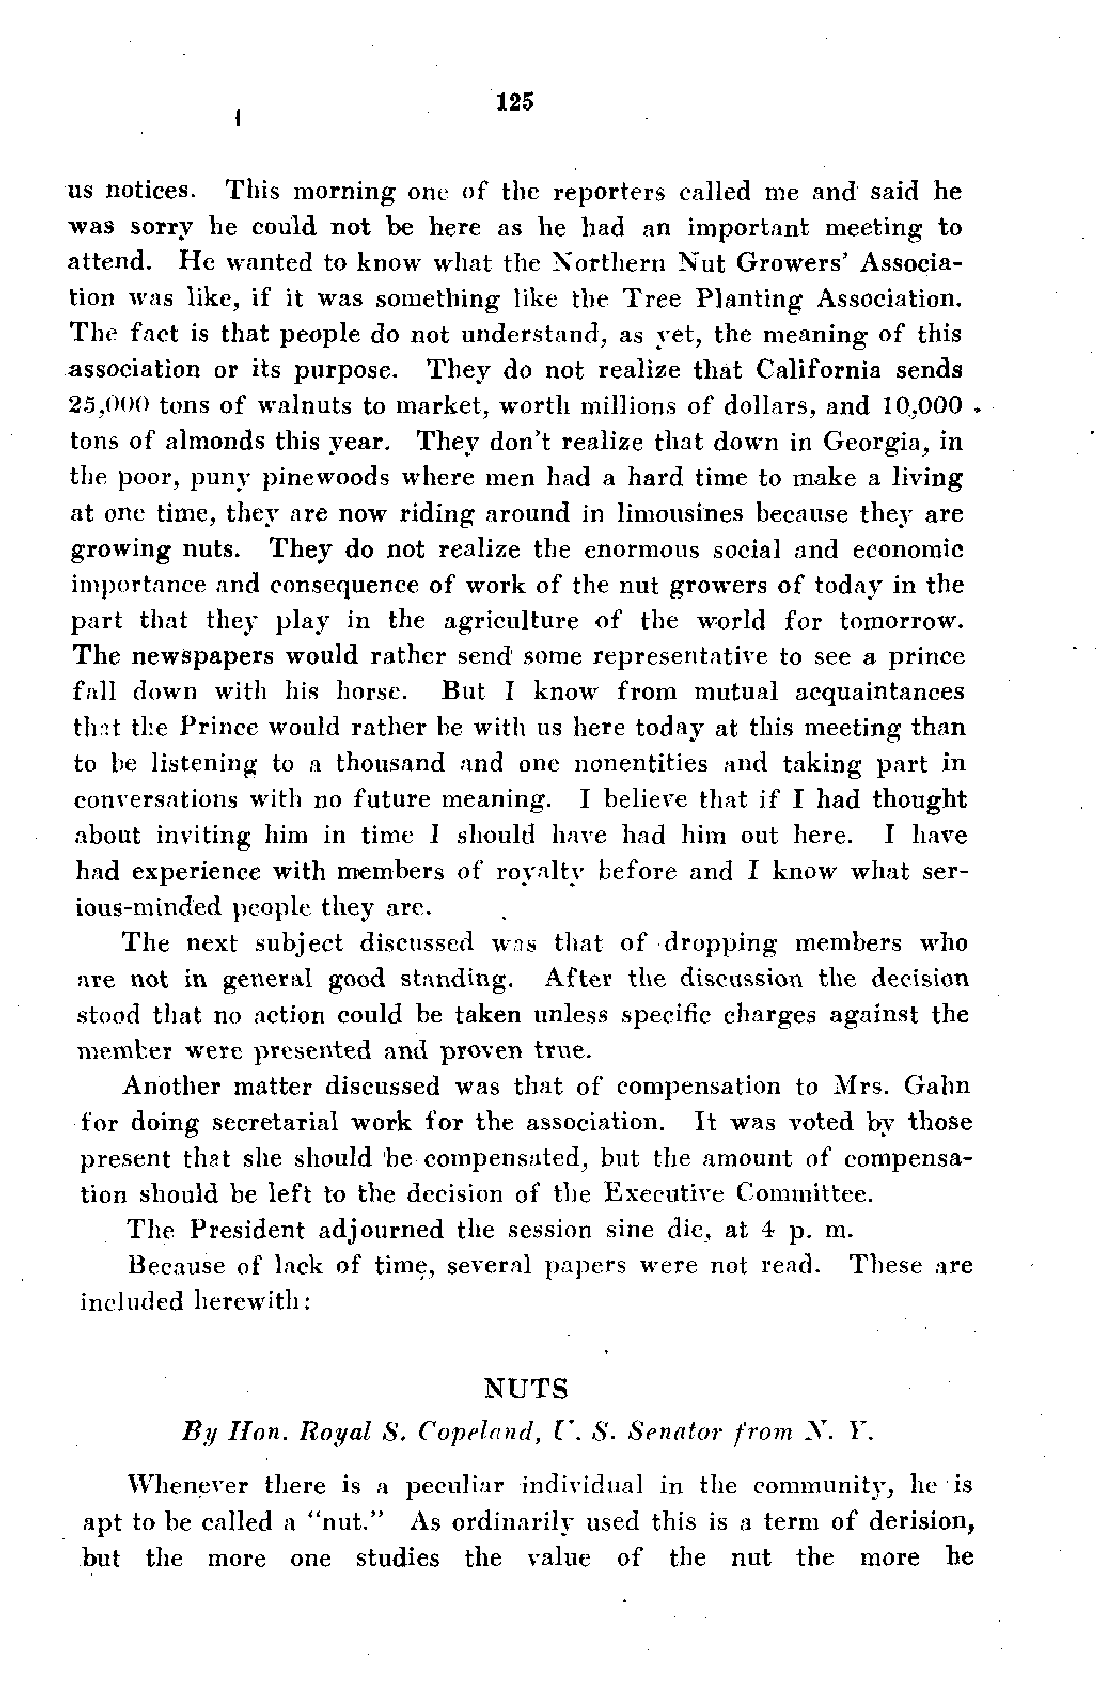 125
us notices. This morning one of the reporters called me and said he
was sorry he could not be here as he had an important meeting to
attend. He wanted to know what the Northern Nut Growers' Associa-
tion was like, if it was something like the Tree Planting Association.
The fact is that people do not understand, as yet, the meaning of this
association or its purpose. They do not realize that California sends
25,000 tons of walnuts to market, worth millions of dollars, and 10,000
tons of almonds this year. They don't realize that down in Georgia, in
the poor, puny pinewoods where men had a hard time to make a living
at one time, they are now riding around in limousines because they are
growing nuts. They do not realize the enormous social and economic
importance and consequence of work of the nut growers of today in the
part that they play in the agriculture of the world for tomorrow.
The newspapers would rather send some representative to see a prince
fall down with his horse. But I know from mutual acquaintances
that the Prince would rather be with us here today at this meeting than
to be listening to a thousand and one nonentities and taking part in
conversations with no future meaning. I believe that if I had thought
about inviting him in time I should have had him out here. I have
had experience with members of royalty before and I know what ser-
ious-minded people they are.
The next subject discussed was that of dropping members who
are not in general good standing. After the discussion the decision
stood that no action could be taken unless specific charges against the
member were presented and proven true.
Another matter discussed was that of compensation to Mrs. Gahn
for doing secretarial work for the association. It was voted by those
present that she should be compensated, but the amount of compensa-
tion should be left to the decision of the Executive Committee.
The President adjourned the session sine die, at 4 p. m.
Because of lack of time, several papers were not read. These are
included herewith:
NUTS
By Hon. Royal S. Copeland, U. S. Senator from N. Y.
Whenever there is a peculiar individual in the community, he is
apt to be called a "nut." As ordinarily used this is a term of derision,
but the more one studies the value of the nut the more he